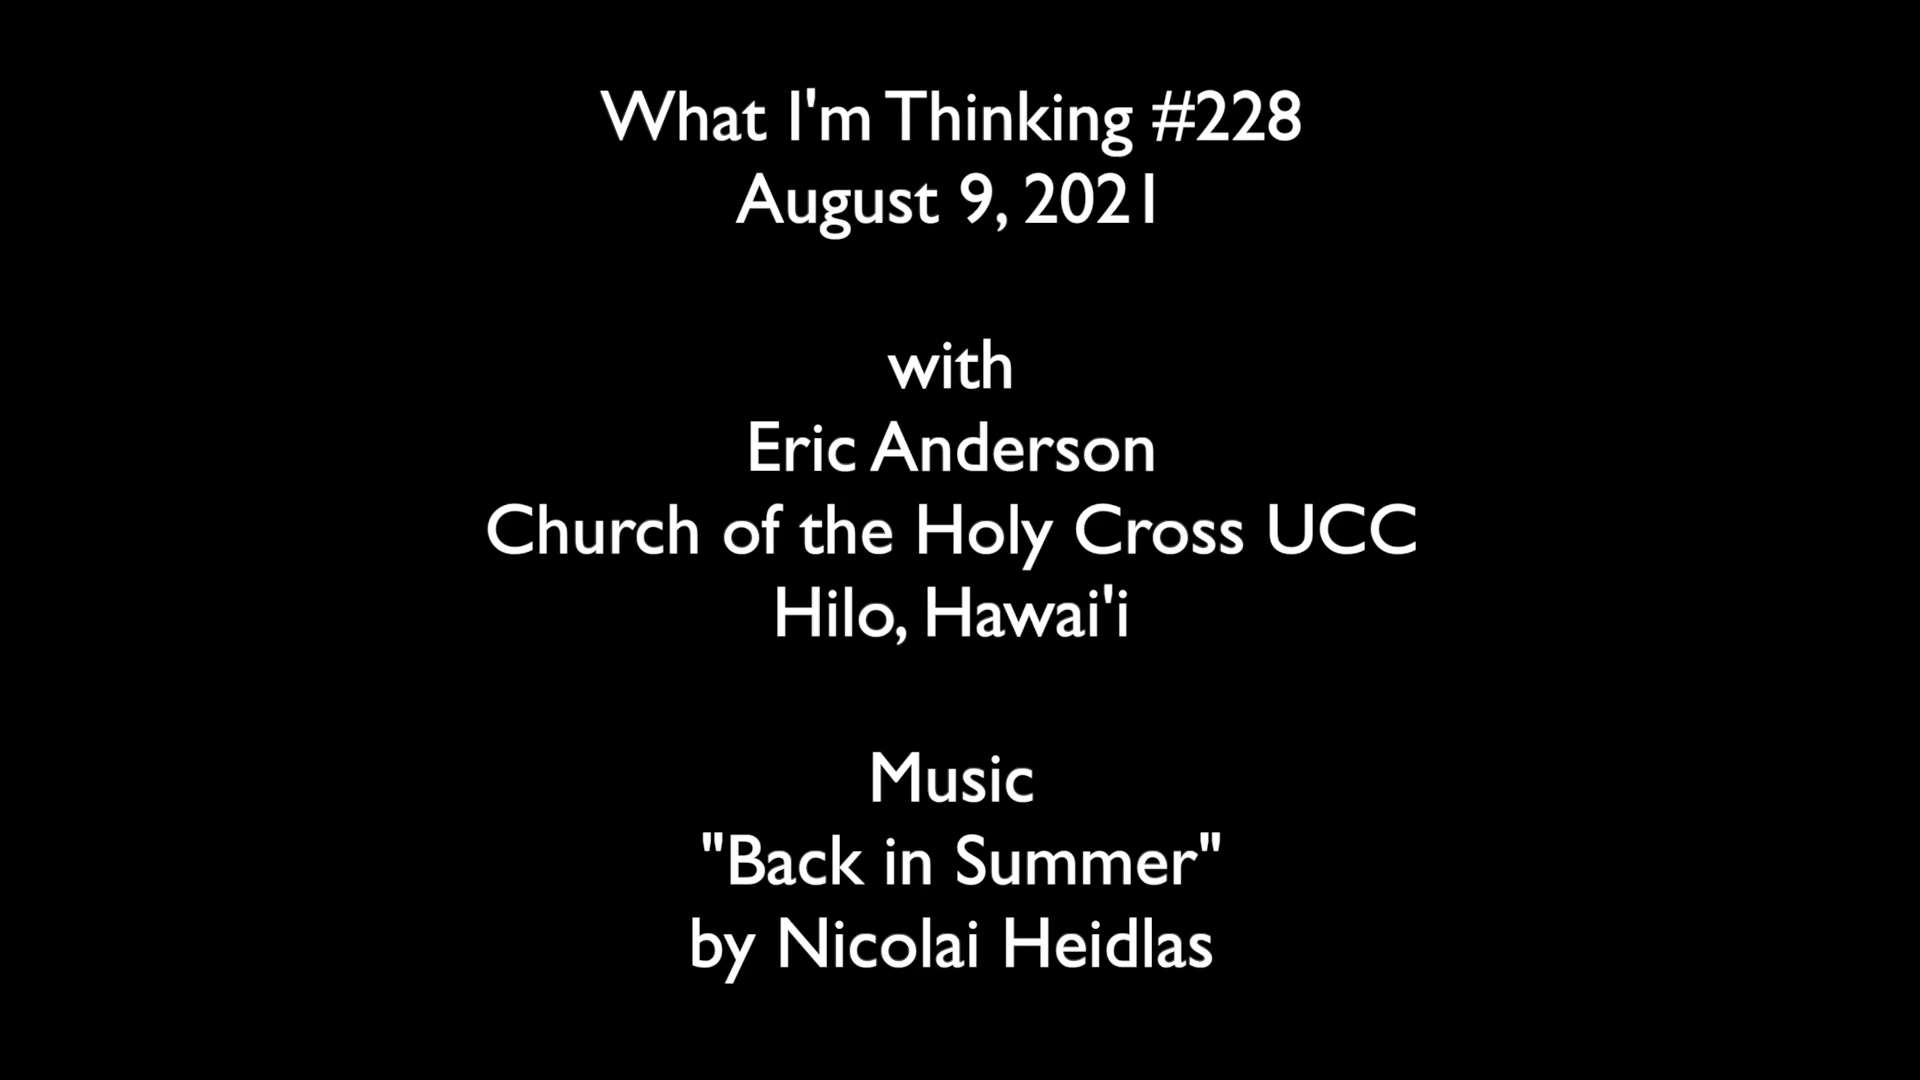 What I'm Thinking #228
August 9, 2021
with
Eric Anderson
Church of the Holy Cross UCC
Hilo, Hawai'i
Music
"Back in Summer"
by Nicolai Heidlas